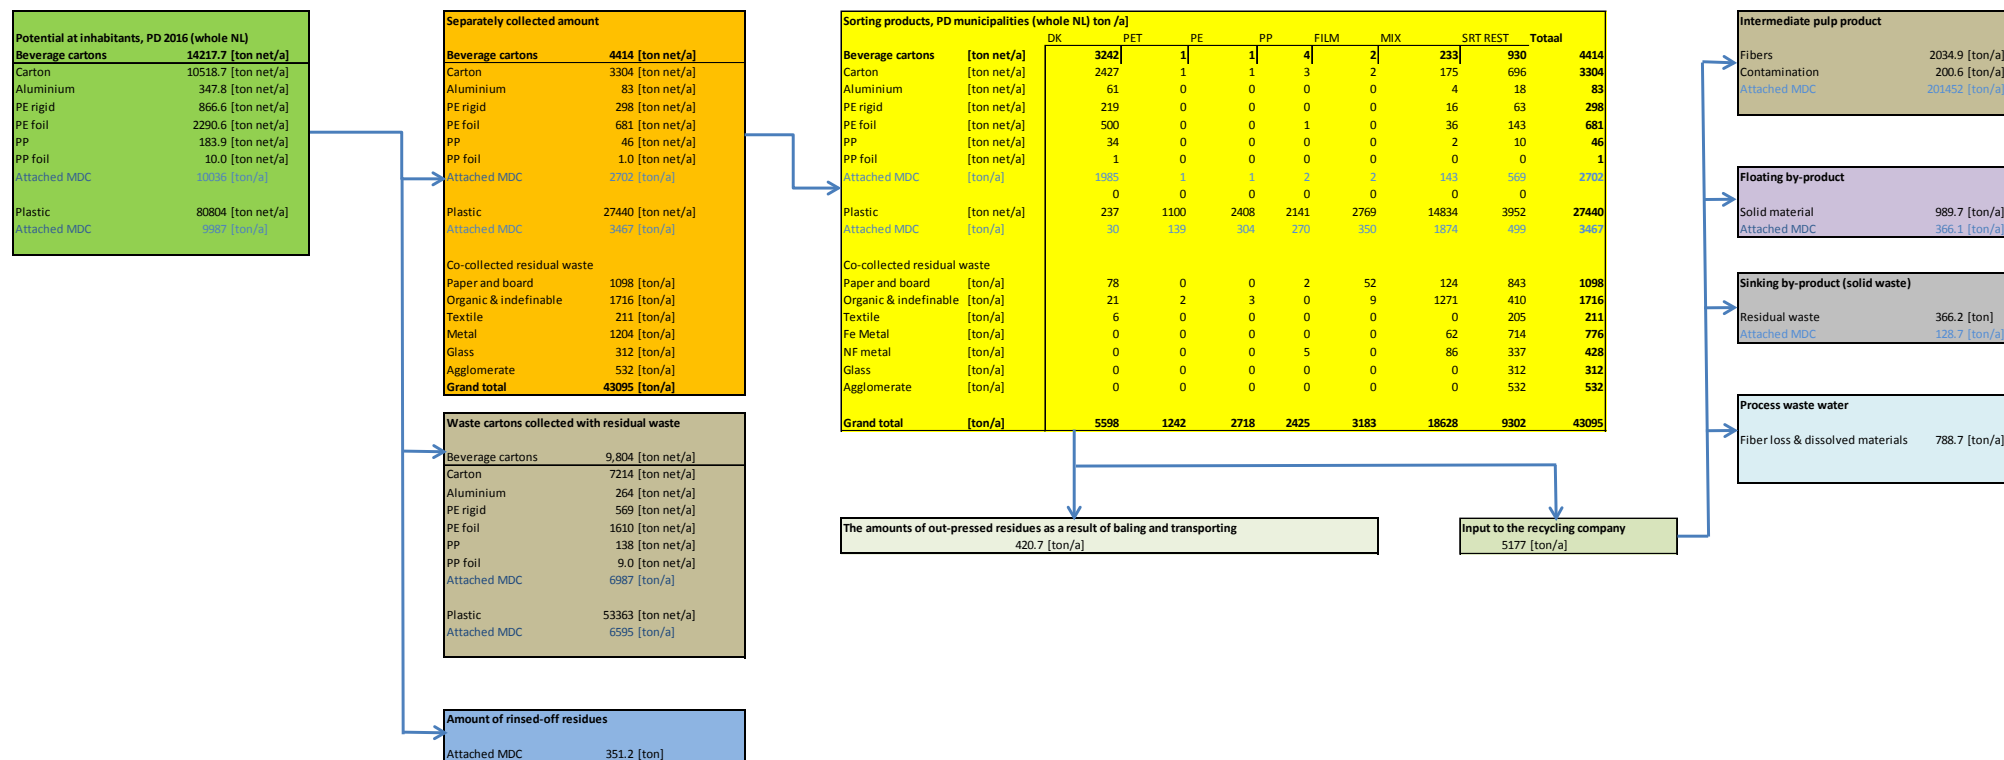 Potential at inhabitants, PD 2016 (whole NL)
Beverage cartons 14217.7 [ton net/a]
Carton 10518.7 [ton net/a]
Aluminium 347.8 [ton net/a]
PE rigid 866.6 [ton net/a]
PE foil 2290.6 [ton net/a]
PP 183.9 [ton net/a]
PP foil 10.0 [ton net/a]
Attached MDC 10036 [ton/a]
Plastic 80804 [ton net/a]
Attached MDC 9987 [ton/a]
Separately collected amount
Beverage cartons 4414 [ton net/a]
Carton 3304 [ton net/a]
Aluminium 83 [ton net/a]
PE rigid 298 [ton net/a]
PE foil 681 [ton net/a]
PP 46 [ton net/a]
PP foil 1.0 [ton net/a]
Attached MDC 2702 [ton/a]
Plastic 27440 [ton net/a]
Attached MDC 3467 [ton/a]
Co-collected residual waste
Paper and board 1098 [ton/a]
Organic & indefinable 1716 [ton/a]
Textile 211 [ton/a]
Metal 1204 [ton/a]
Glass 312 [ton/a]
Agglomerate 532 [ton/a]
Grand total 43095 [ton/a]
Waste cartons collected with residual waste
Beverage cartons 9,804 [ton net/a]
Carton 7214 [ton net/a]
Aluminium 264 [ton net/a]
PE rigid 569 [ton net/a]
PE foil 1610 [ton net/a]
PP 138 [ton net/a]
PP foil 9.0 [ton net/a]
Attached MDC 6987 [ton/a]
Plastic 53363 [ton net/a]
Attached MDC 6595 [ton/a]
Amount of rinsed-off residues
Attached MDC 351.2 [ton]
Sorting products, PD municipalities (whole NL) ton /a]
DK PET PE PP FILM MIX SRT REST Totaal
Beverage cartons [ton net/a] 3242 1 1 4 2 233 930 4414
Carton [ton net/a] 2427 1 1 3 2 175 696 3304
Aluminium [ton net/a] 61 0 0 0 0 4 18 83
PE rigid [ton net/a] 219 0 0 0 0 16 63 298
PE foil [ton net/a] 500 0 0 1 0 36 143 681
PP [ton net/a] 34 0 0 0 0 2 10 46
PP foil [ton net/a] 1 0 0 0 0 0 0 1
Attached MDC [ton/a] 1985 1 1 2 2 143 569 2702
0 0 0 0 0 0 0
Plastic [ton net/a] 237 1100 2408 2141 2769 14834 3952 27440
Attached MDC [ton/a] 30 139 304 270 350 1874 499 3467
Co-collected residual waste
Paper and board [ton/a] 78 0 0 2 52 124 843 1098
Organic & indefinable [ton/a] 21 2 3 0 9 1271 410 1716
Textile [ton/a] 6 0 0 0 0 0 205 211
Fe Metal [ton/a] 0 0 0 0 0 62 714 776
NF metal [ton/a] 0 0 0 5 0 86 337 428
Glass [ton/a] 0 0 0 0 0 0 312 312
Agglomerate [ton/a] 0 0 0 0 0 0 532 532
Grand total [ton/a] 5598 1242 2718 2425 3183 18628 9302 43095
The amounts of out-pressed residues as a result of baling and transporting
420.7 [ton/a]
Input to the recycling company
5177 [ton/a]
Intermediate pulp product
Fibers 2034.9 [ton/a]
Contamination 200.6 [ton/a]
Attached MDC 201452 [ton/a]
Floating by-product
Solid material 989.7 [ton/a]
Attached MDC 366.1 [ton/a]
Sinking by-product (solid waste)
Residual waste 366.2 [ton]
Attached MDC 128.7 [ton/a]
Process waste water
Fiber loss & dissolved materials 788.7 [ton/a]